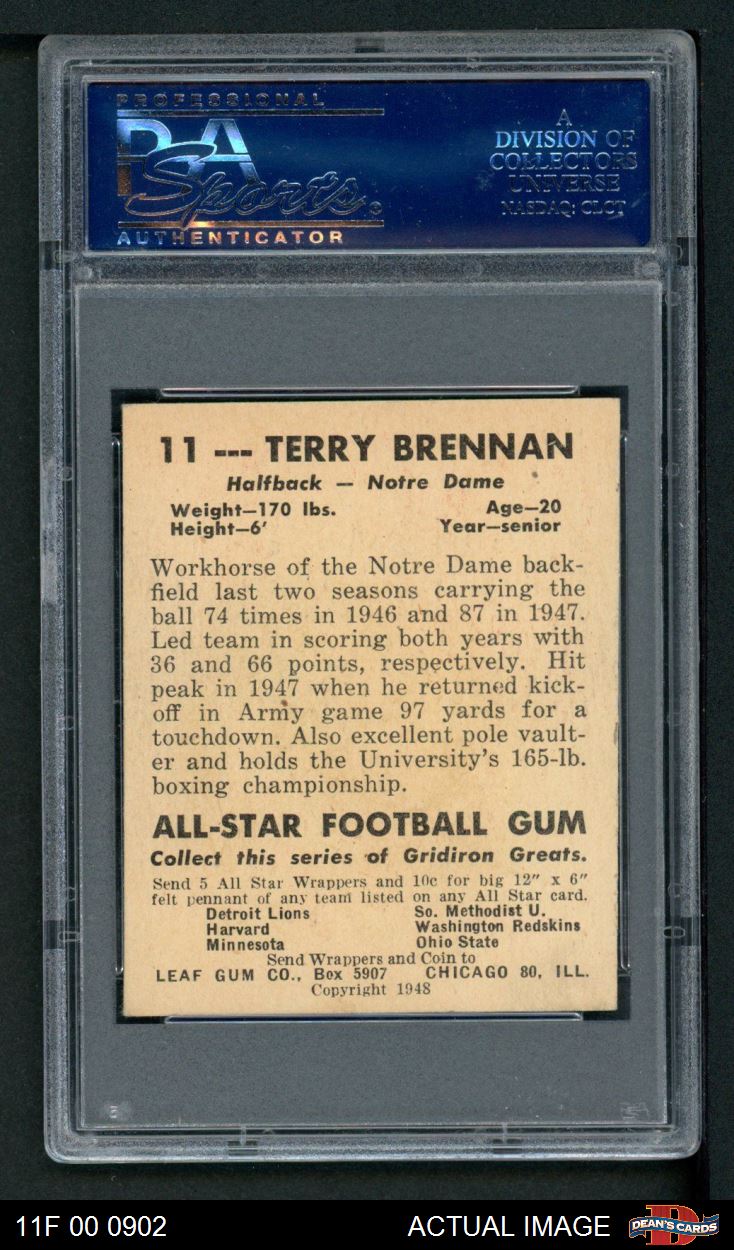 PROFESSIONAL
PSA
Sports
AUTHENTICATOR
A
DIVISION OF
COLLECTORS
UNIVERSE
NASDAQ: CLCT
11 --- TERRY BRENNAN
Halfback — Notre Dame
Weight—170 lbs. Age—20
Height—6' Year—senior
Workhorse of the Notre Dame back-
field last two seasons carrying the
ball 74 times in 1946 and 87 in 1947.
Led team in scoring both years with
36 and 66 points, respectively. Hit
peak in 1947 when he returned kick-
off in Army game 97 yards for a
touchdown. Also excellent pole vault-
er and holds the University's 165-lb.
boxing championship.
ALL-STAR FOOTBALL GUM
Collect this series of Gridiron Greats.
Send 5 All Star Wrappers and 10c for big 12" x 6"
felt pennant of any team listed on any All Star card.
Detroit Lions So. Methodist U.
Harvard Washington Redskins
Minnesota Ohio State
Send Wrappers and Coin to
LEAF GUM CO., Box 5907 CHICAGO 80, ILL.
Copyright 1948
11F 00 0902 ACTUAL IMAGE DEAN'S CARDS